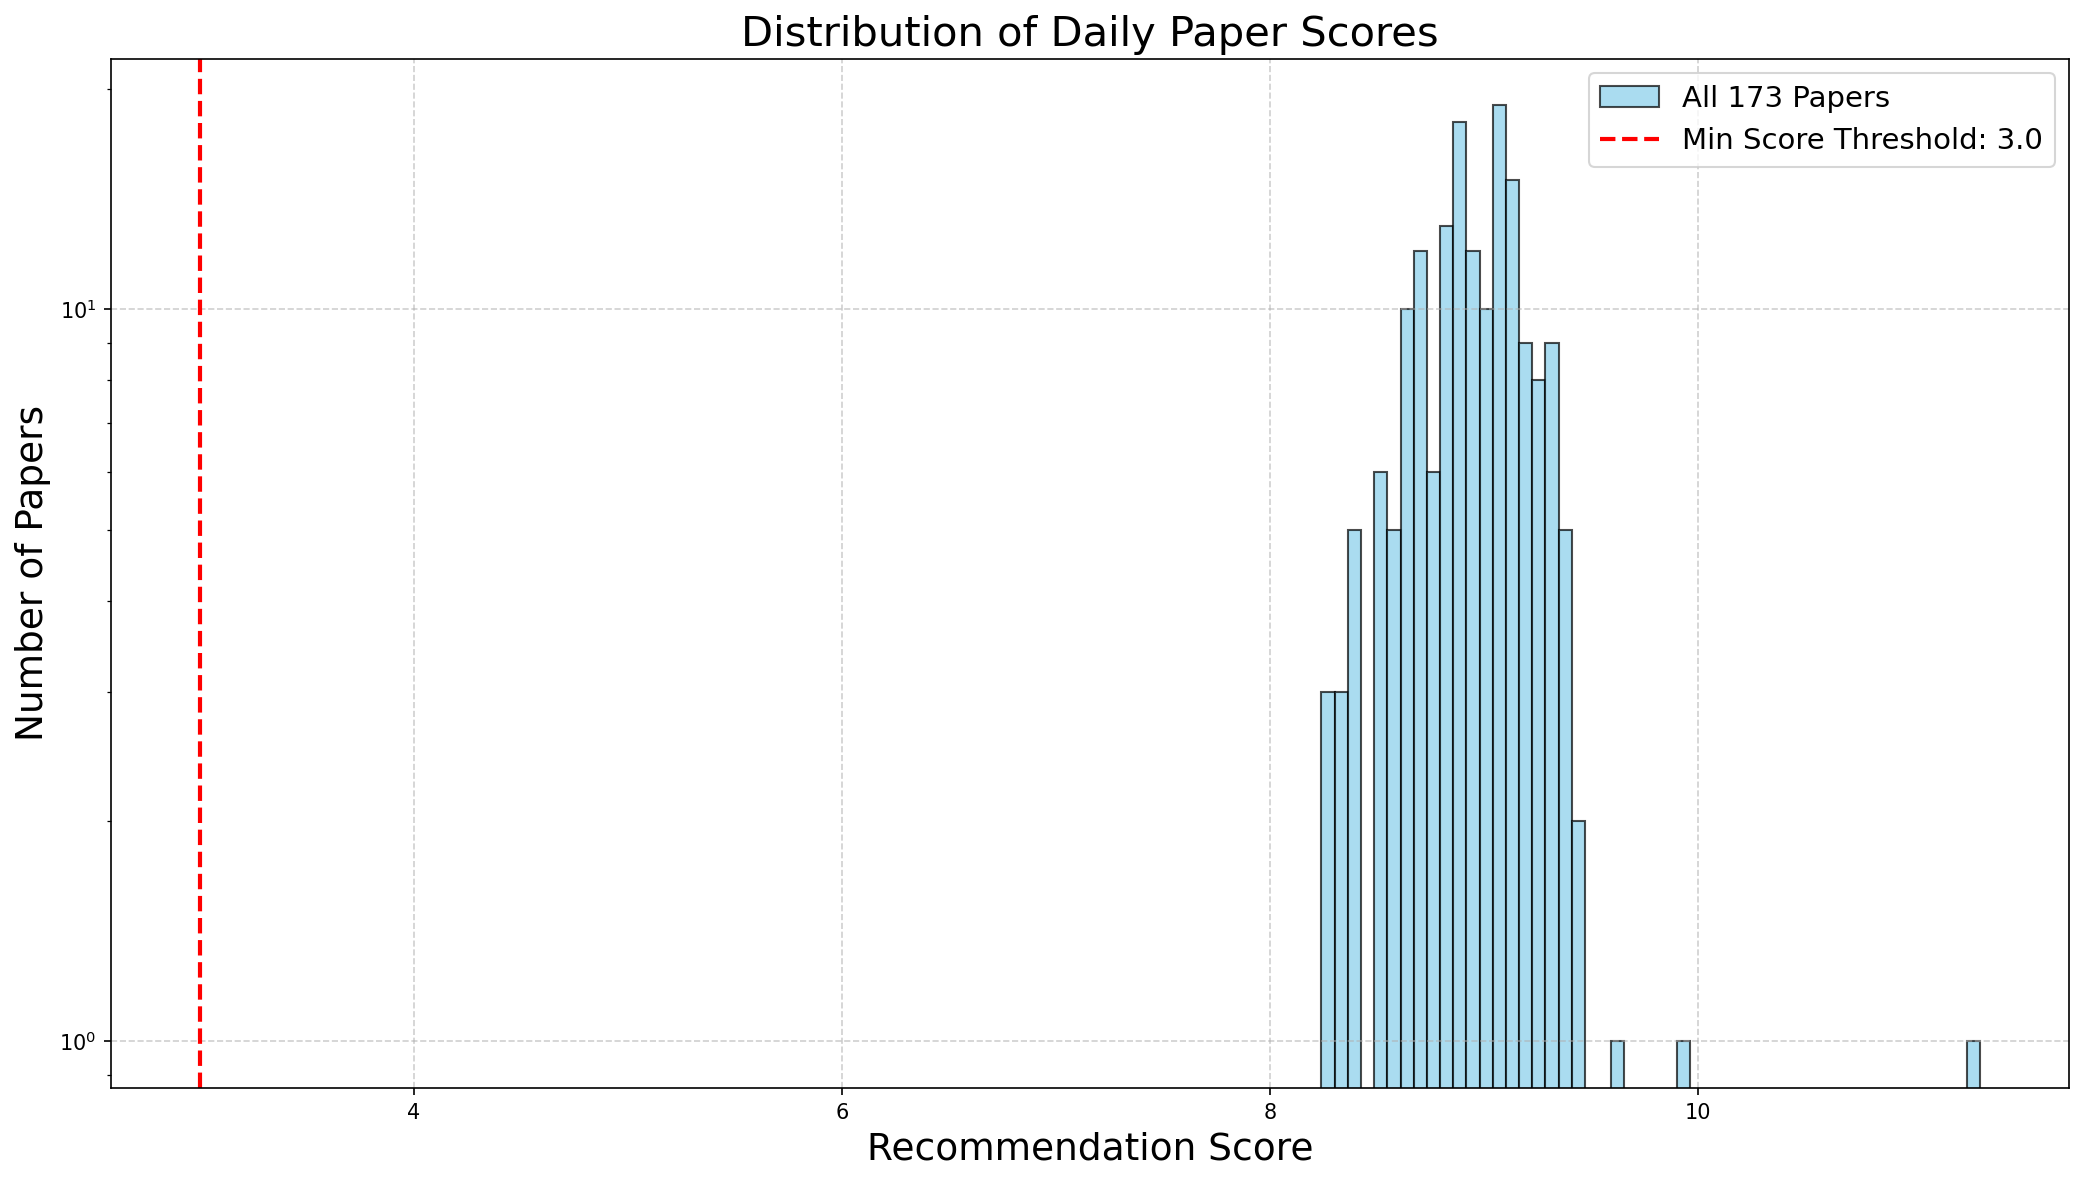 Distribution of Daily Paper Scores
All 173 Papers
Min Score Threshold: 3.0
Number of Papers
10¹
10⁰
4 6 8 10
Recommendation Score